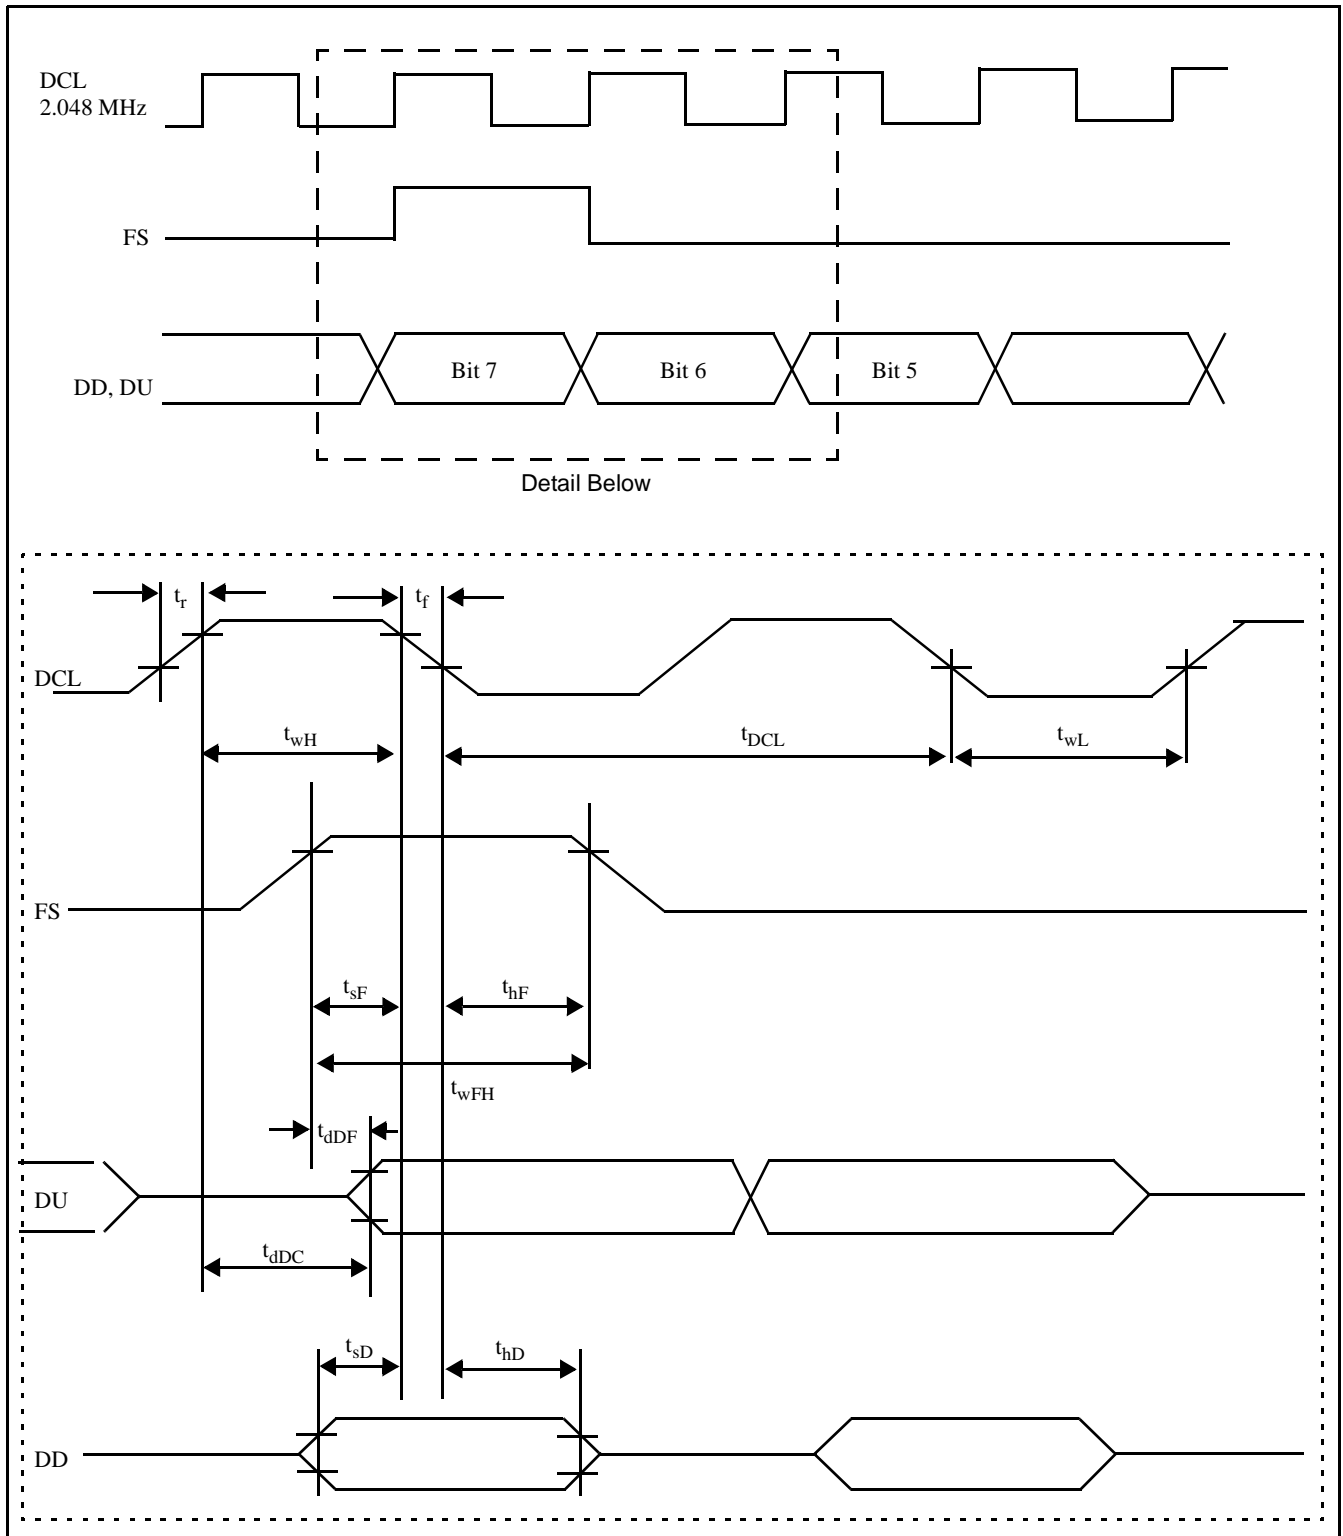 DCL
2.048 MHz
FS
DD, DU
Bit 7
Bit 6
Bit 5
Detail Below
tr
tf
DCL
twH
tDCL
twL
FS
tsF
thF
twFH
tdDF
DU
tdDC
tsD
thD
DD